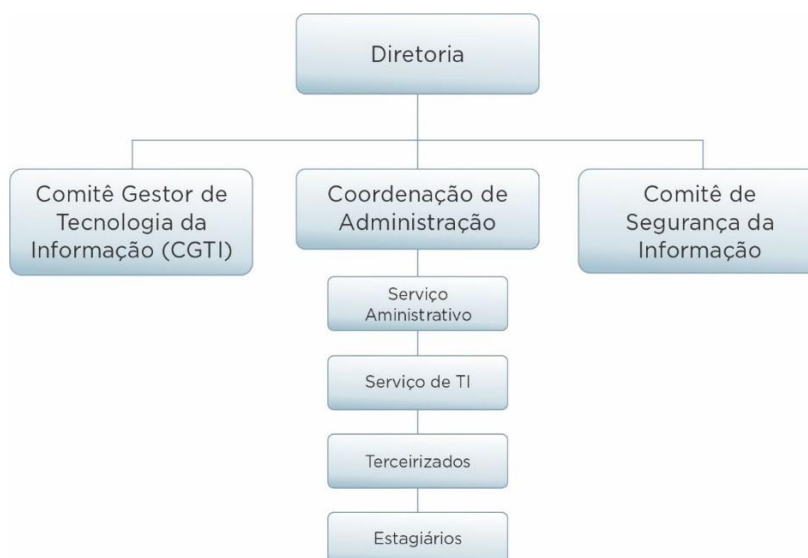 Diretoria
Comitê Gestor de
Tecnologia da
Informação (CGTI)
Coordenação de
Administração
Comitê de
Segurança da
Informação
Serviço
Aministrativo
Serviço de TI
Terceirizados
Estagiários